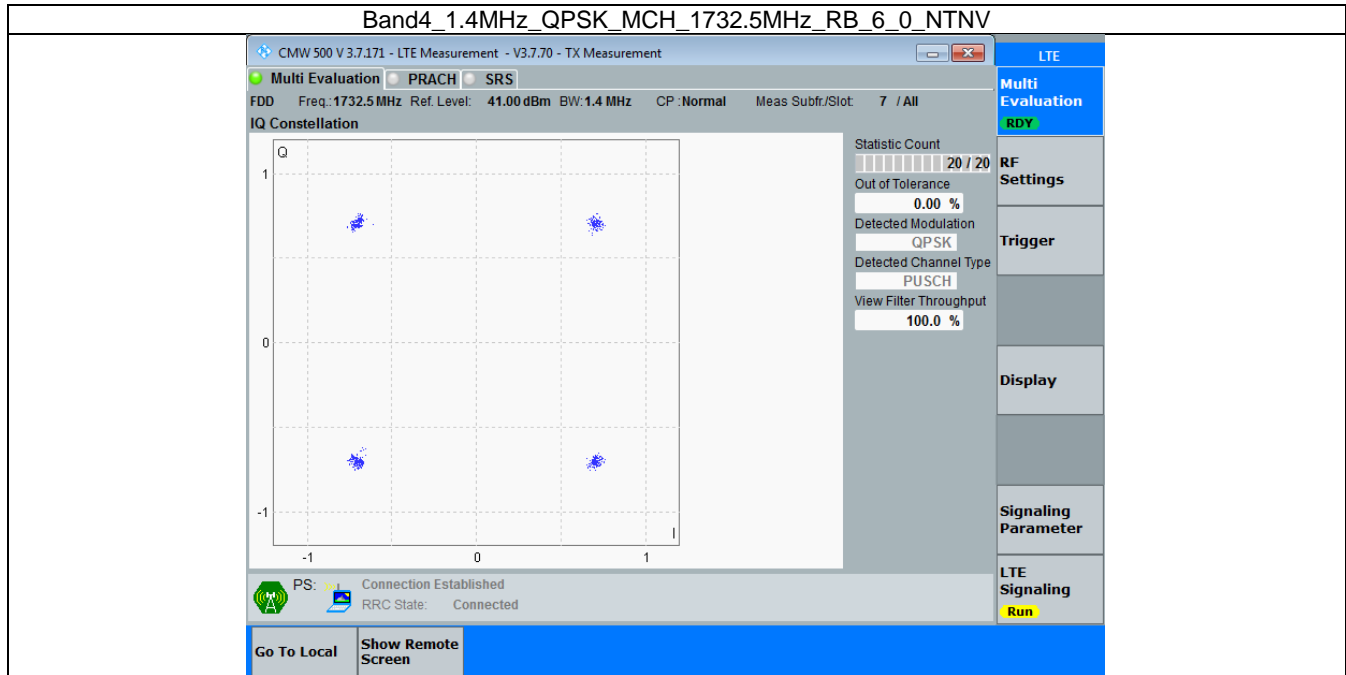 Band4_1.4MHz_QPSK_MCH_1732.5MHz_RB_6_0_NTNV
CMW 500 V 3.7.171 - LTE Measurement - V3.7.70 - TX Measurement
LTE
Multi Evaluation PRACH SRS
FDD Freq.:1732.5 MHz Ref. Level: 41.00 dBm BW:1.4 MHz CP :Normal Meas Subfr./Slot: 7 / All
IQ Constellation
Q
1
0
-1
-1 0 1
I
Statistic Count
20 / 20
Out of Tolerance
0.00 %
Detected Modulation
QPSK
Detected Channel Type
PUSCH
View Filter Throughput
100.0 %
Multi
Evaluation
RDY
RF
Settings
Trigger
Display
Signaling
Parameter
LTE
Signaling
Run
PS: Connection Established
RRC State: Connected
Go To Local
Show Remote
Screen